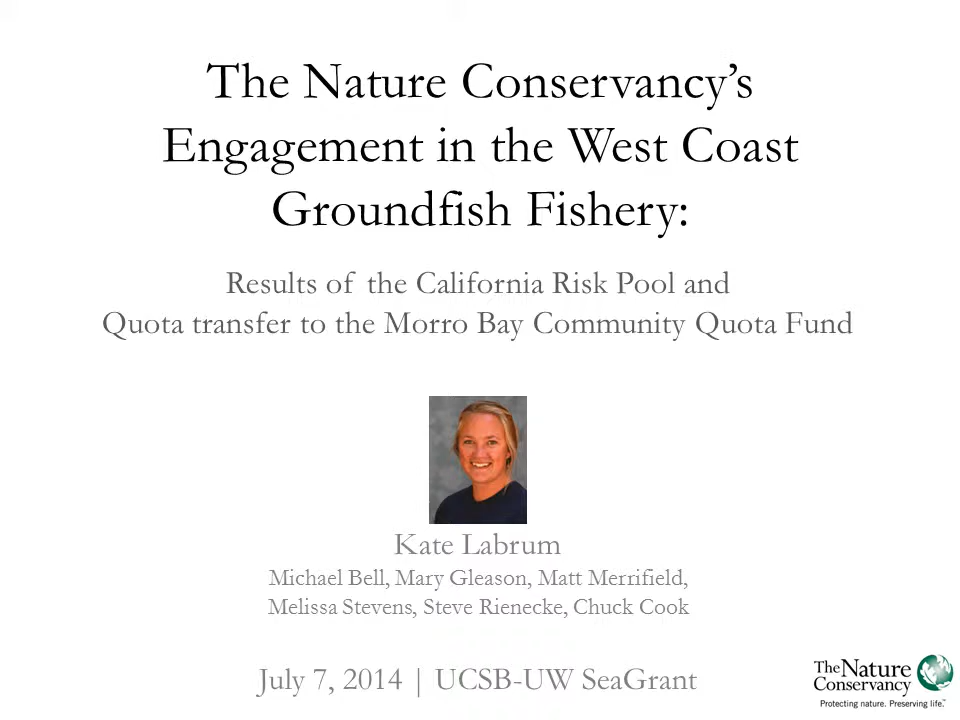 The Nature Conservancy's
Engagement in the West Coast
Groundfish Fishery:
Results of the California Risk Pool and
Quota transfer to the Morro Bay Community Quota Fund
Kate Labrum
Michael Bell, Mary Gleason, Matt Merrifield,
Melissa Stevens, Steve Rienecke, Chuck Cook
July 7, 2014 | UCSB-UW SeaGrant
The Nature
Conservancy
Protecting nature. Preserving life.™